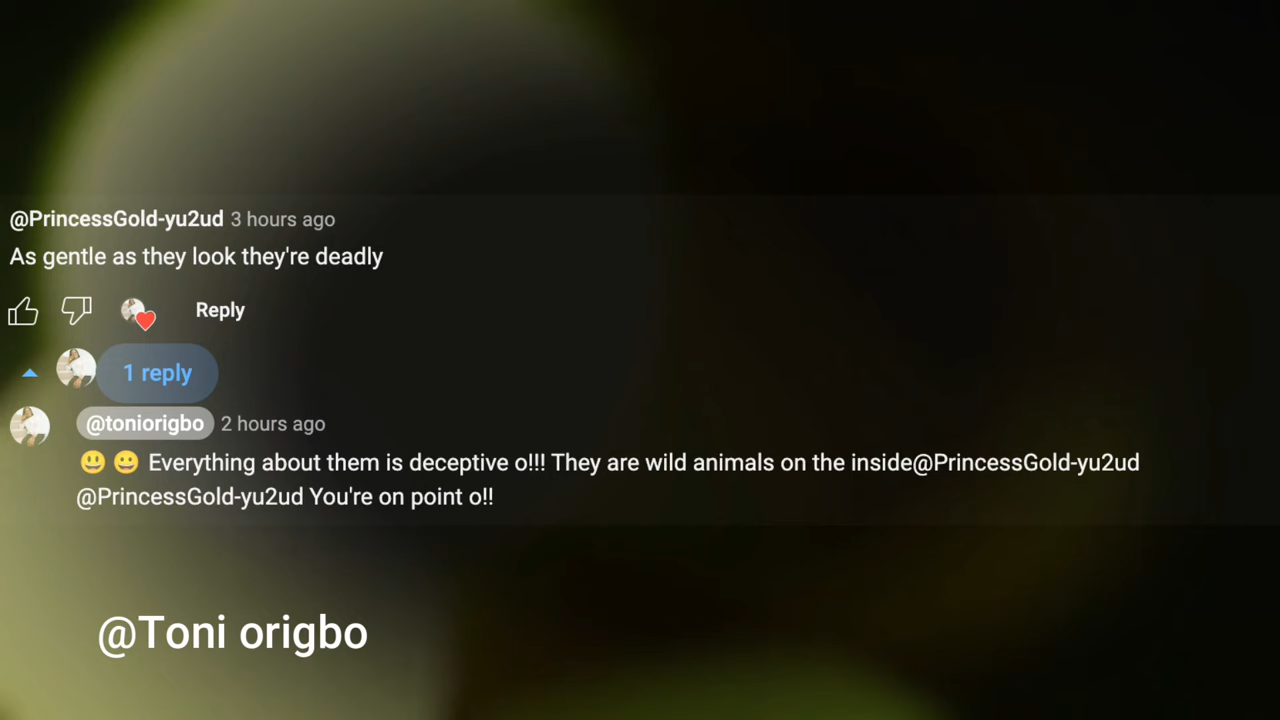 @PrincessGold-yu2ud 3 hours ago
As gentle as they look they're deadly
Reply
1 reply
@toniorigbo 2 hours ago
😃 😀 Everything about them is deceptive o!!! They are wild animals on the inside@PrincessGold-yu2ud
@PrincessGold-yu2ud You're on point o!!
@Toni origbo